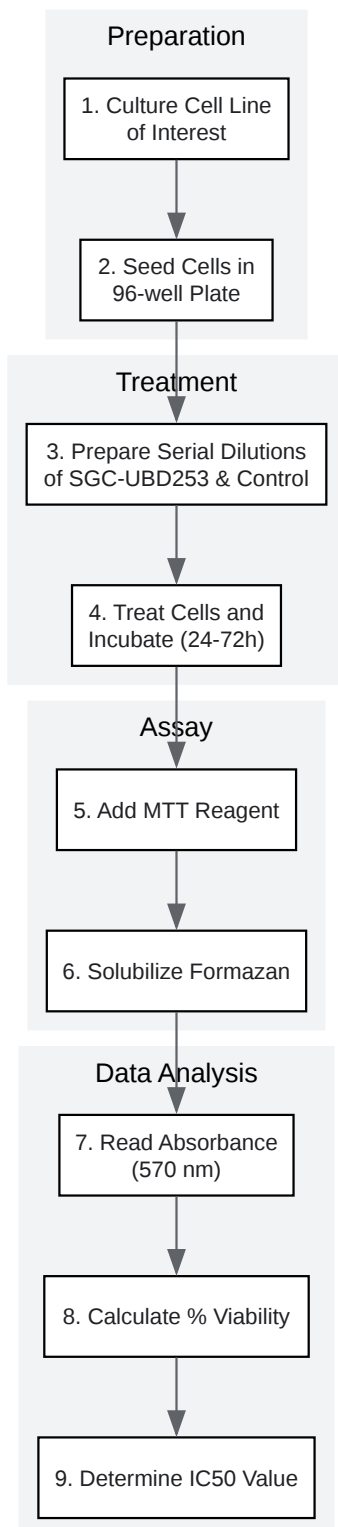 Preparation
1. Culture Cell Line
of Interest
2. Seed Cells in
96-well Plate
Treatment
3. Prepare Serial Dilutions
of SGC-UBD253 & Control
4. Treat Cells and
Incubate (24-72h)
Assay
5. Add MTT Reagent
6. Solubilize Formazan
Data Analysis
7. Read Absorbance
(570 nm)
8. Calculate % Viability
9. Determine IC50 Value